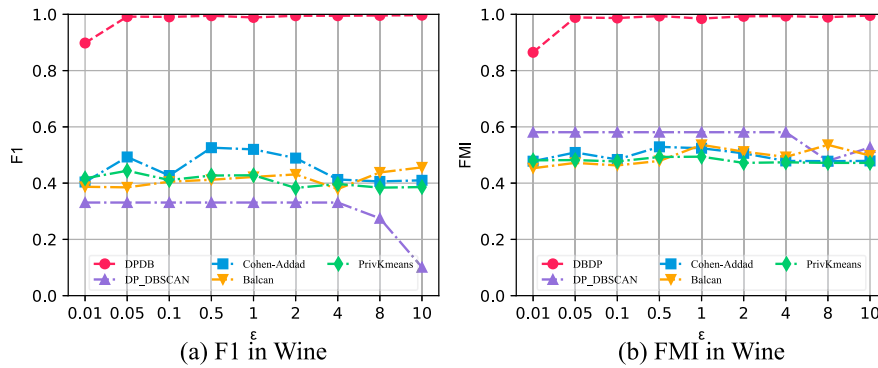 1.0
0.8
0.6
0.4
0.2
0.0
F1
DPDB
DP_DBSCAN
Cohen-Addad
Balcan
PrivKmeans
0.01 0.05 0.1 0.5 1 2 4 8 10
ε
(a) F1 in Wine
1.0
0.8
0.6
0.4
0.2
0.0
FMI
DBDP
DP_DBSCAN
Cohen-Addad
Balcan
PrivKmeans
0.01 0.05 0.1 0.5 1 2 4 8 10
ε
(b) FMI in Wine